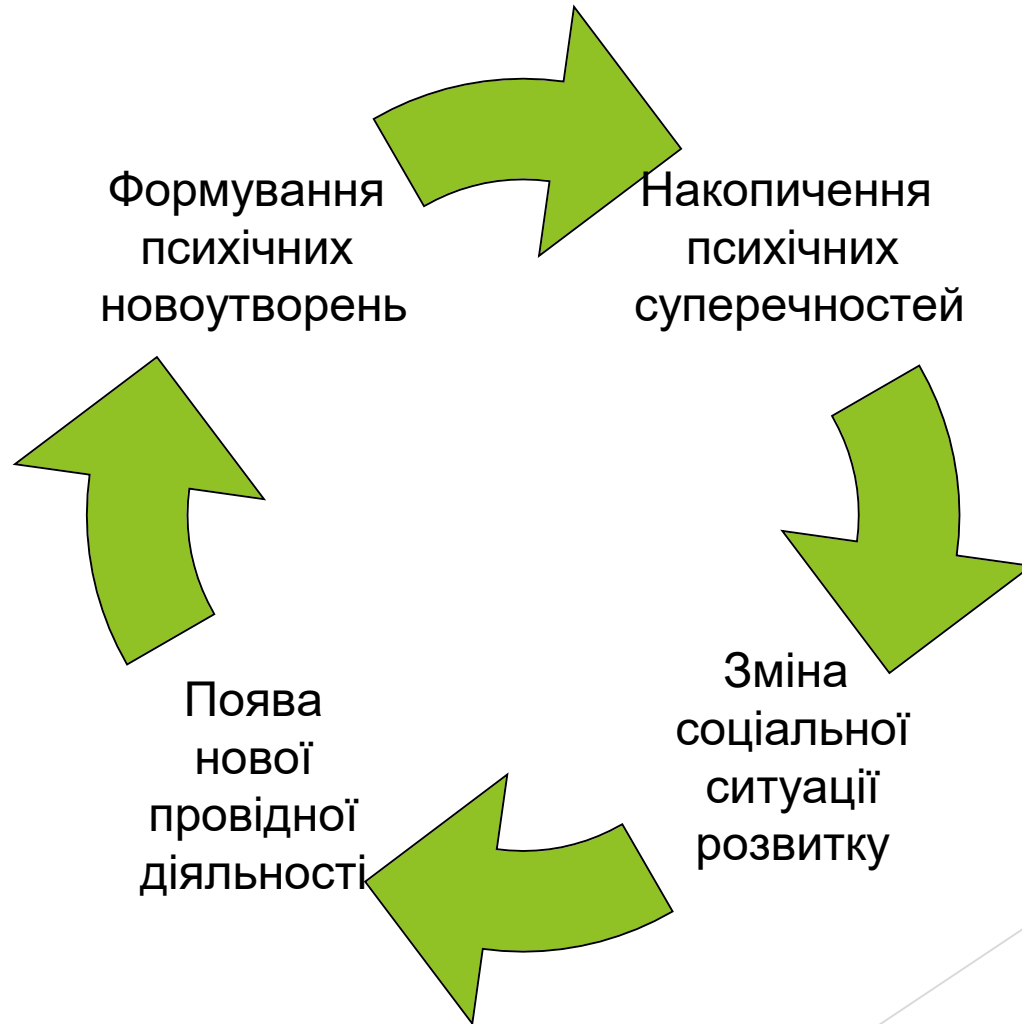 Формування
психічних
новоутворень
Накопичення
психічних
суперечностей
Зміна
соціальної
ситуації
розвитку
Поява
нової
провідної
діяльності